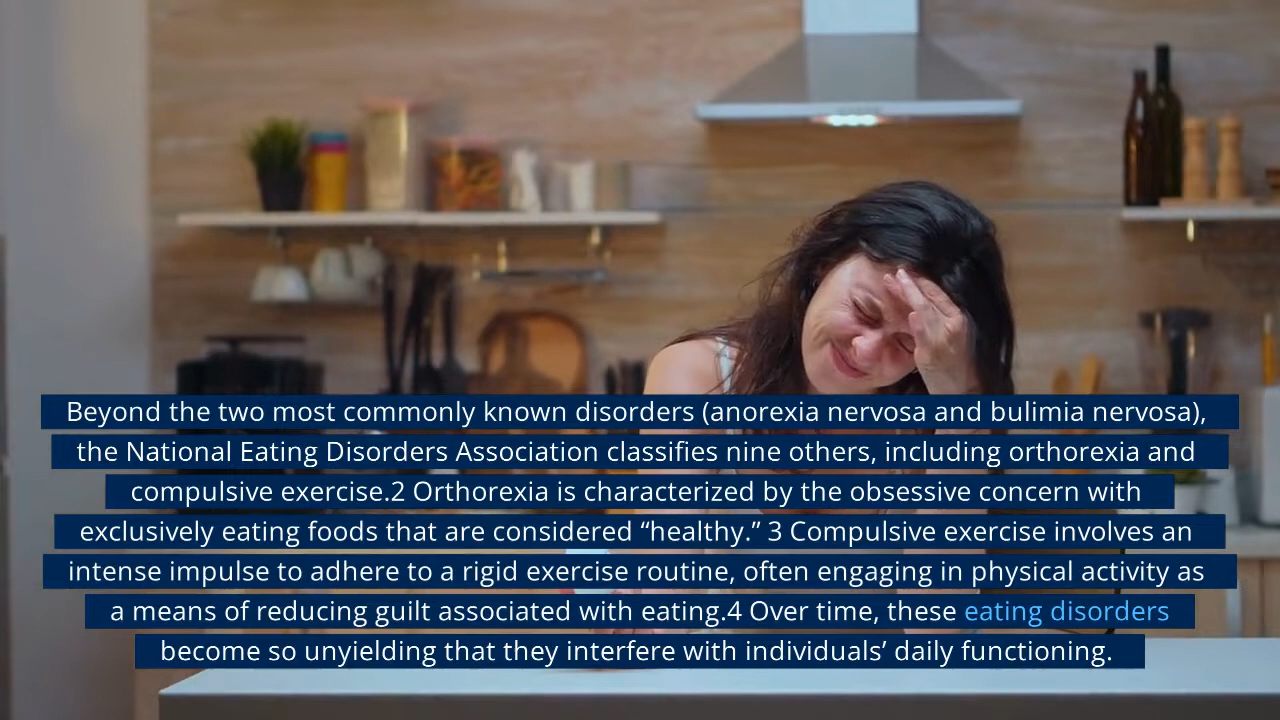 Beyond the two most commonly known disorders (anorexia nervosa and bulimia nervosa),
the National Eating Disorders Association classifies nine others, including orthorexia and
compulsive exercise.2 Orthorexia is characterized by the obsessive concern with
exclusively eating foods that are considered “healthy.” 3 Compulsive exercise involves an
intense impulse to adhere to a rigid exercise routine, often engaging in physical activity as
a means of reducing guilt associated with eating.4 Over time, these eating disorders
become so unyielding that they interfere with individuals’ daily functioning.